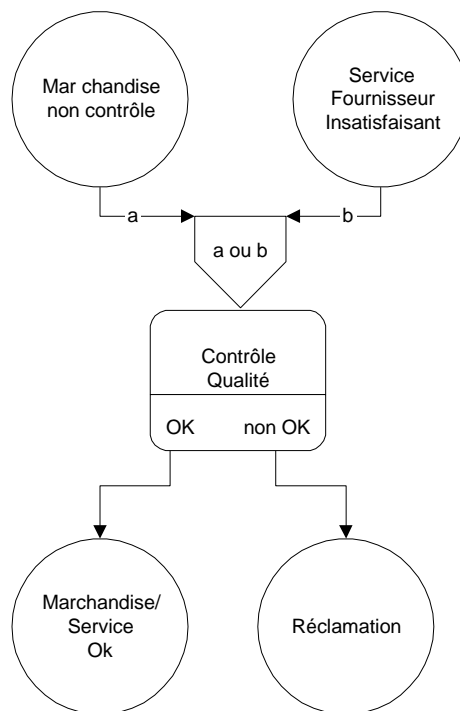 Mar chandise
non contrôle
Service
Fournisseur
Insatisfaisant
a
b
a ou b
Contrôle
Qualité
OK
non OK
Marchandise/
Service
Ok
Réclamation